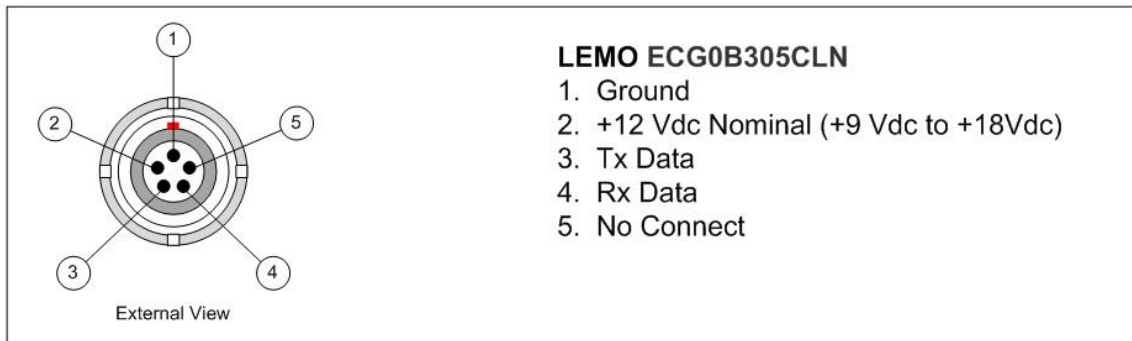 1
2
5
3
4
External View
LEMO ECG0B305CLN
1. Ground
2. +12 Vdc Nominal (+9 Vdc to +18Vdc)
3. Tx Data
4. Rx Data
5. No Connect